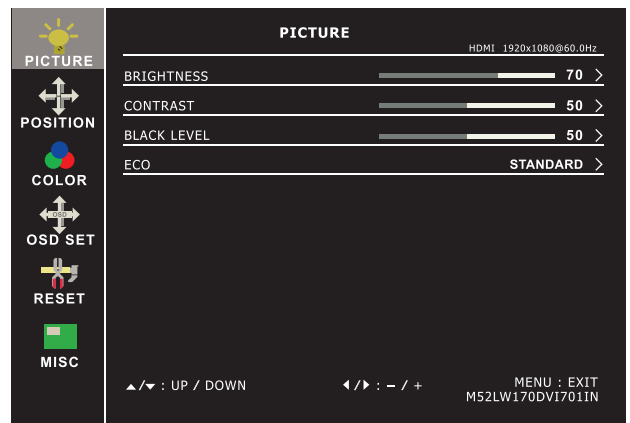 PICTURE
POSITION
COLOR
OSD
OSD SET
RESET
MISC
PICTURE
HDMI 1920x1080@60.0Hz
BRIGHTNESS 70 >
CONTRAST 50 >
BLACK LEVEL 50 >
ECO STANDARD >
▲/▼ : UP / DOWN ◀/▶ : – / + MENU : EXIT
M52LW170DVI701IN